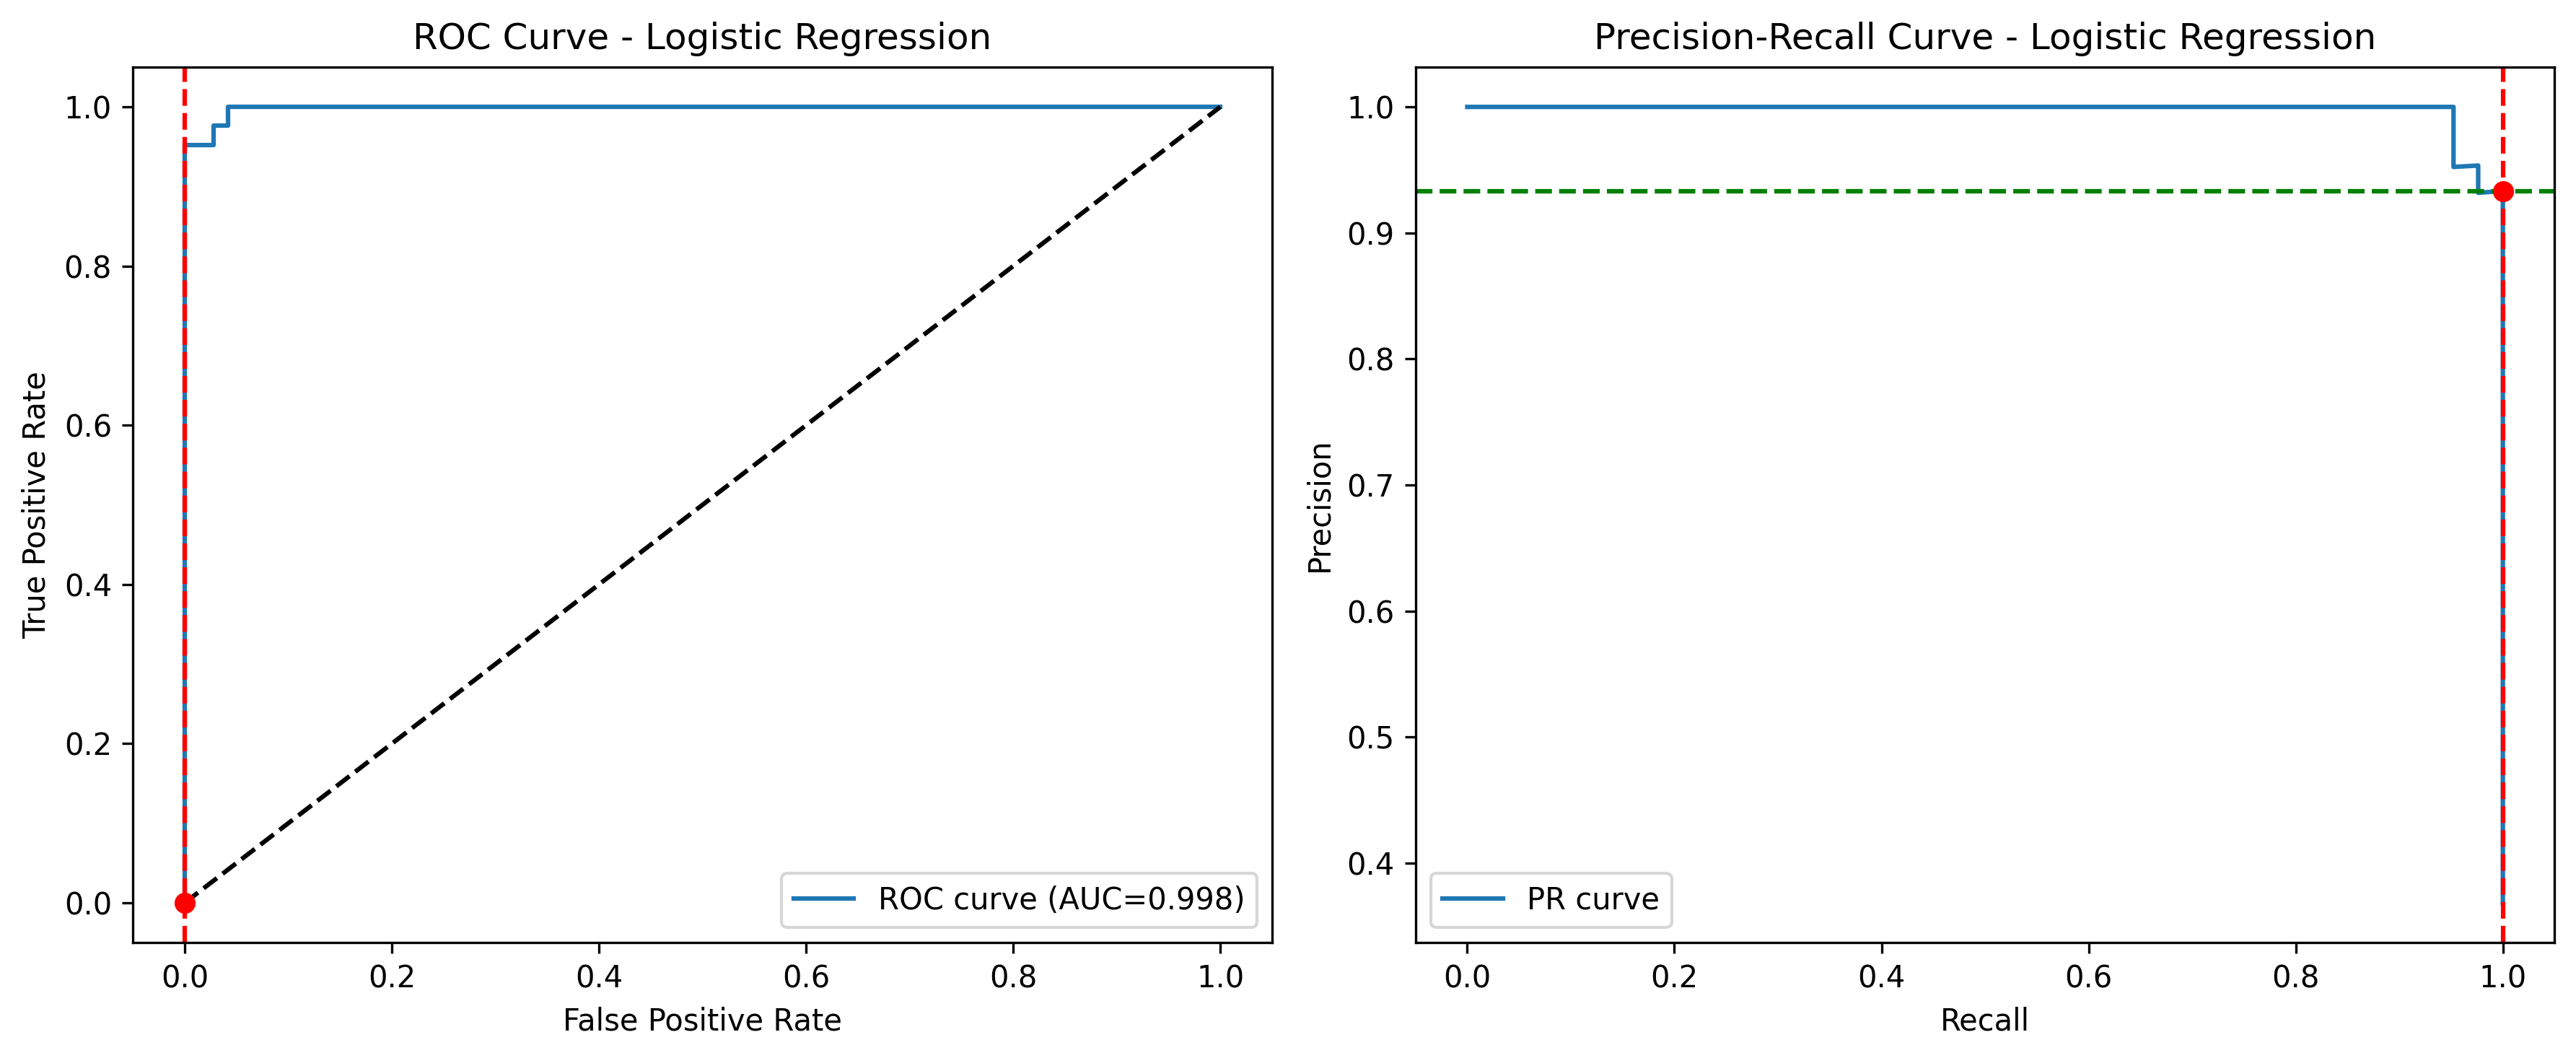 ROC Curve - Logistic Regression
True Positive Rate
1.0
0.8
0.6
0.4
0.2
0.0
0.0 0.2 0.4 0.6 0.8 1.0
False Positive Rate
ROC curve (AUC=0.998)
Precision-Recall Curve - Logistic Regression
Precision
1.0
0.9
0.8
0.7
0.6
0.5
0.4
0.0 0.2 0.4 0.6 0.8 1.0
Recall
PR curve